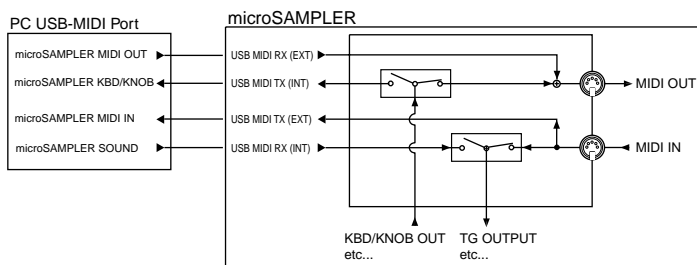 PC USB-MIDI Port
microSAMPLER
microSAMPLER MIDI OUT
USB MIDI RX (EXT)
microSAMPLER KBD/KNOB
USB MIDI TX (INT)
MIDI OUT
microSAMPLER MIDI IN
USB MIDI TX (EXT)
microSAMPLER SOUND
USB MIDI RX (INT)
MIDI IN
KBD/KNOB OUT
etc...
TG OUTPUT
etc...